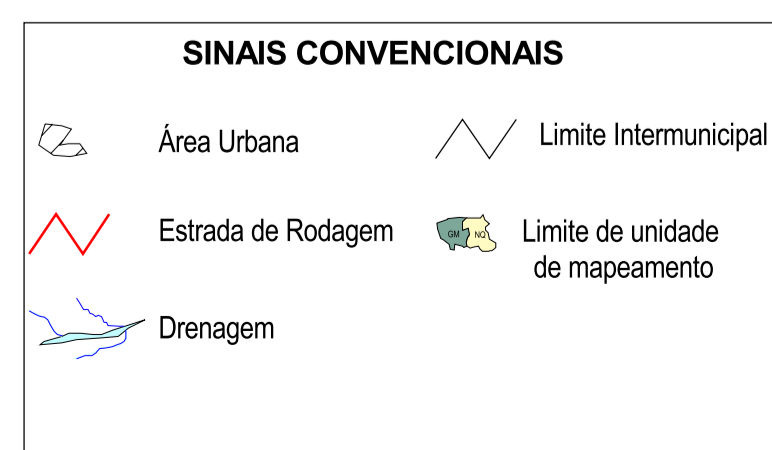 SINAIS CONVENCIONAIS
Área Urbana
Limite Intermunicipal
Estrada de Rodagem
GM NQ
Limite de unidade
de mapeamento
Drenagem